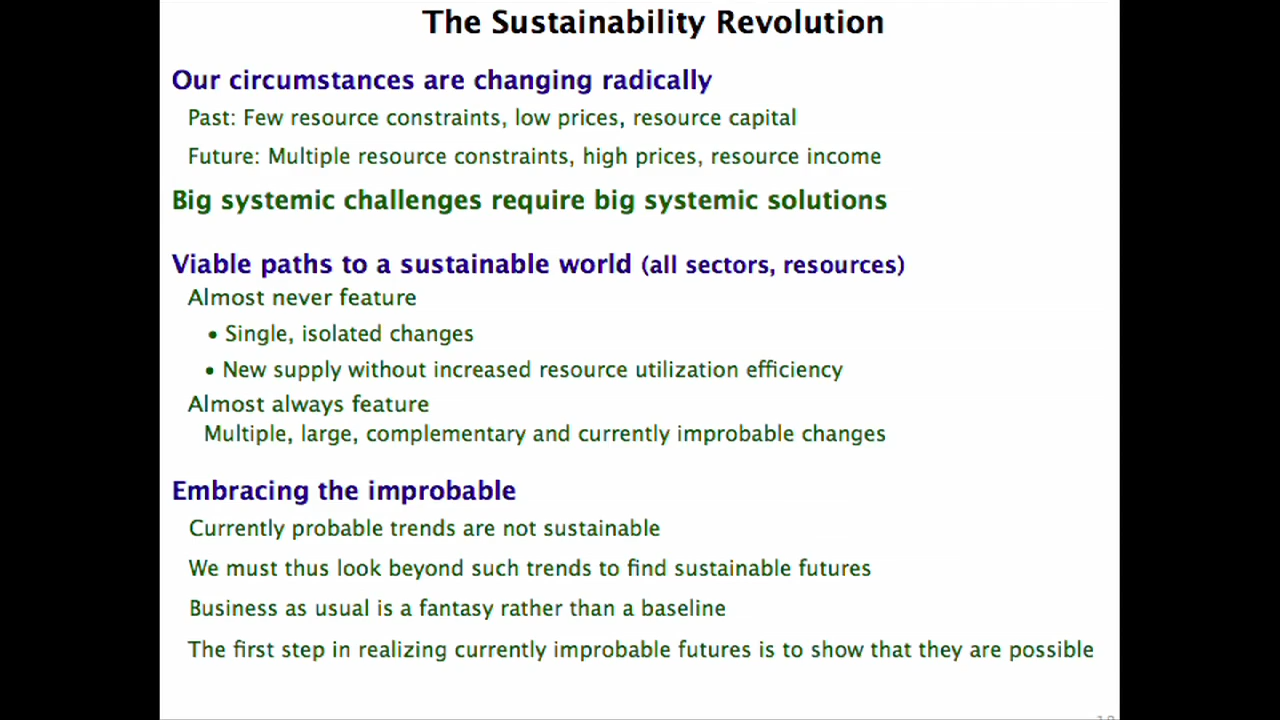 The Sustainability Revolution
Our circumstances are changing radically
Past: Few resource constraints, low prices, resource capital
Future: Multiple resource constraints, high prices, resource income
Big systemic challenges require big systemic solutions
Viable paths to a sustainable world (all sectors, resources)
Almost never feature
• Single, isolated changes
• New supply without increased resource utilization efficiency
Almost always feature
Multiple, large, complementary and currently improbable changes
Embracing the improbable
Currently probable trends are not sustainable
We must thus look beyond such trends to find sustainable futures
Business as usual is a fantasy rather than a baseline
The first step in realizing currently improbable futures is to show that they are possible